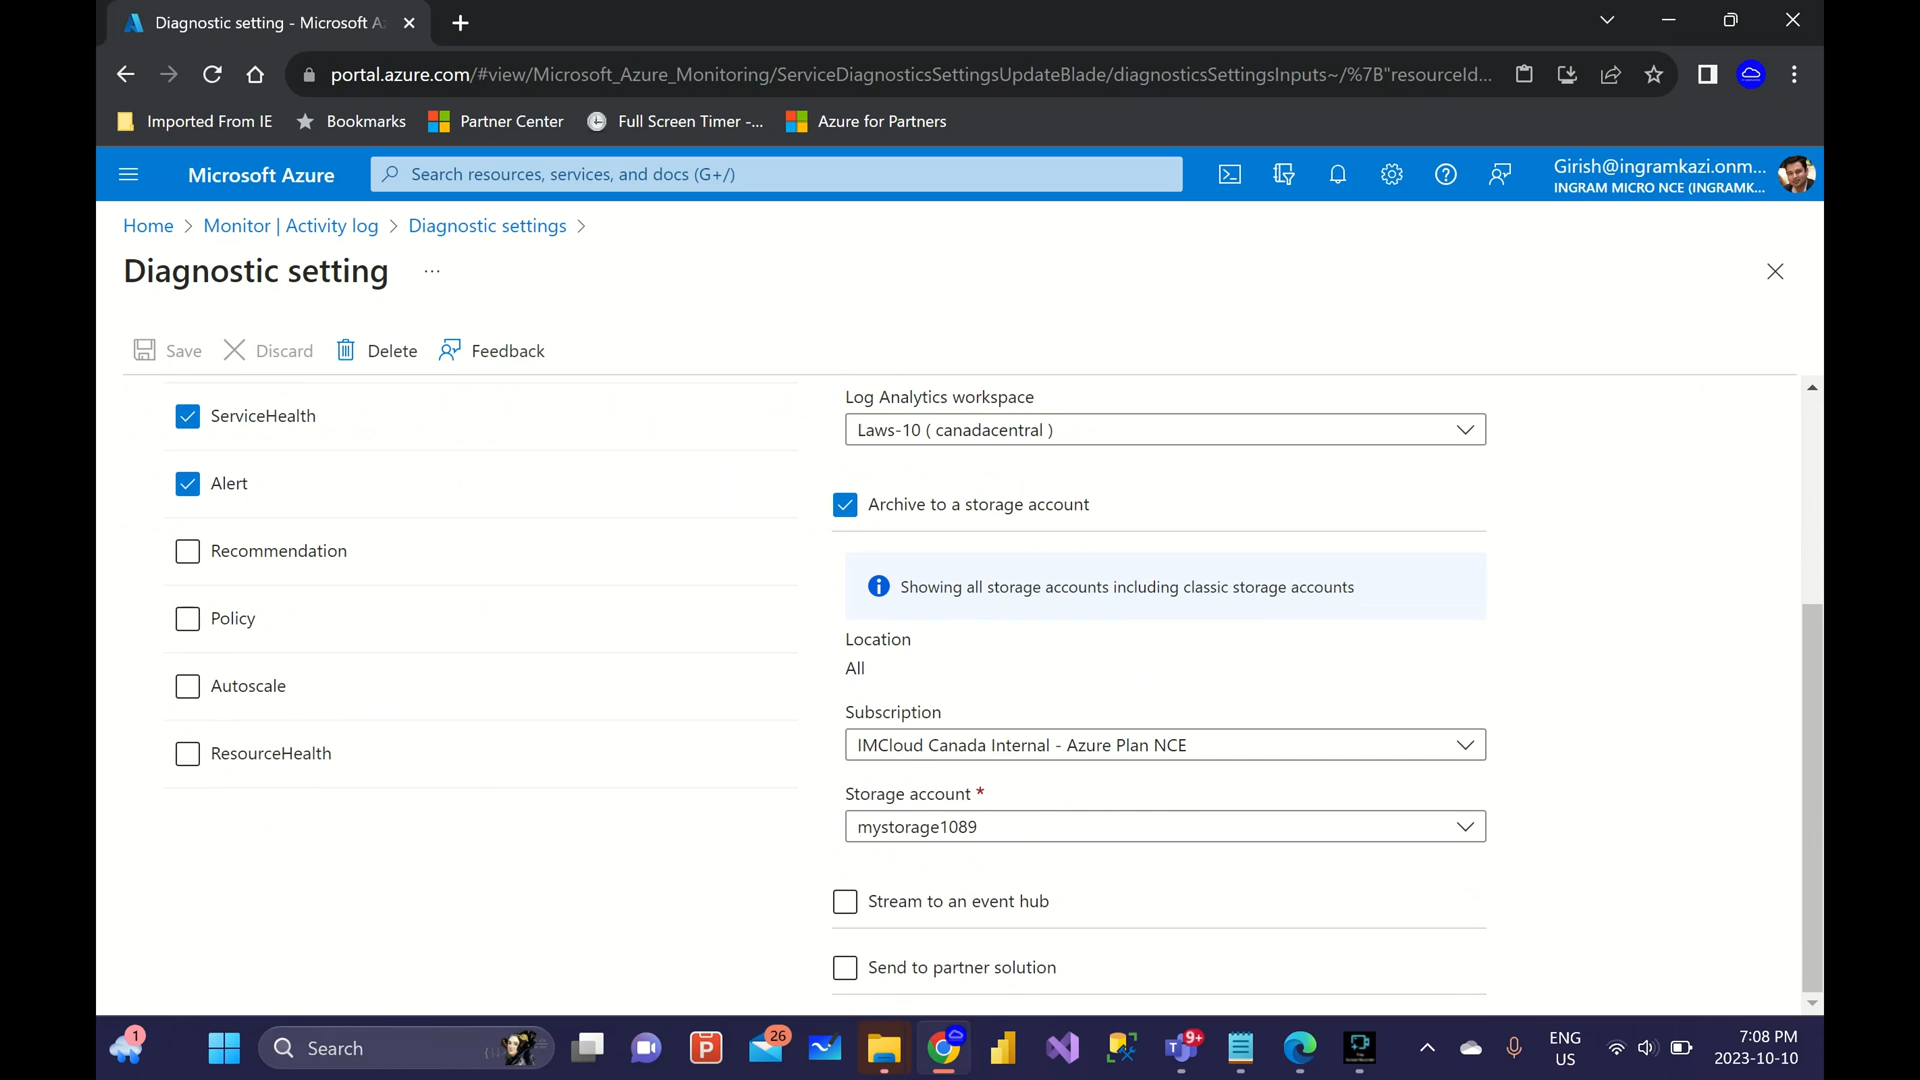 Diagnostic setting - Microsoft A
portal.azure.com/#view/Microsoft_Azure_Monitoring/ServiceDiagnosticsSettingsUpdateBlade/diagnosticsSettingsInputs~/%7B"resourceId...
Imported From IE
Bookmarks
Partner Center
Full Screen Timer -...
Azure for Partners
Microsoft Azure
Search resources, services, and docs (G+/)
Girish@ingramkazi.onm...
INGRAM MICRO NCE (INGRAMK...
Home > Monitor | Activity log > Diagnostic settings >
Diagnostic setting ...
Save
Discard
Delete
Feedback
ServiceHealth
Alert
Recommendation
Policy
Autoscale
ResourceHealth
Log Analytics workspace
Laws-10 ( canadacentral )
Archive to a storage account
Showing all storage accounts including classic storage accounts
Location
All
Subscription
IMCloud Canada Internal - Azure Plan NCE
Storage account *
mystorage1089
Stream to an event hub
Send to partner solution
1
Search
26
9+
ENG
US
7:08 PM
2023-10-10